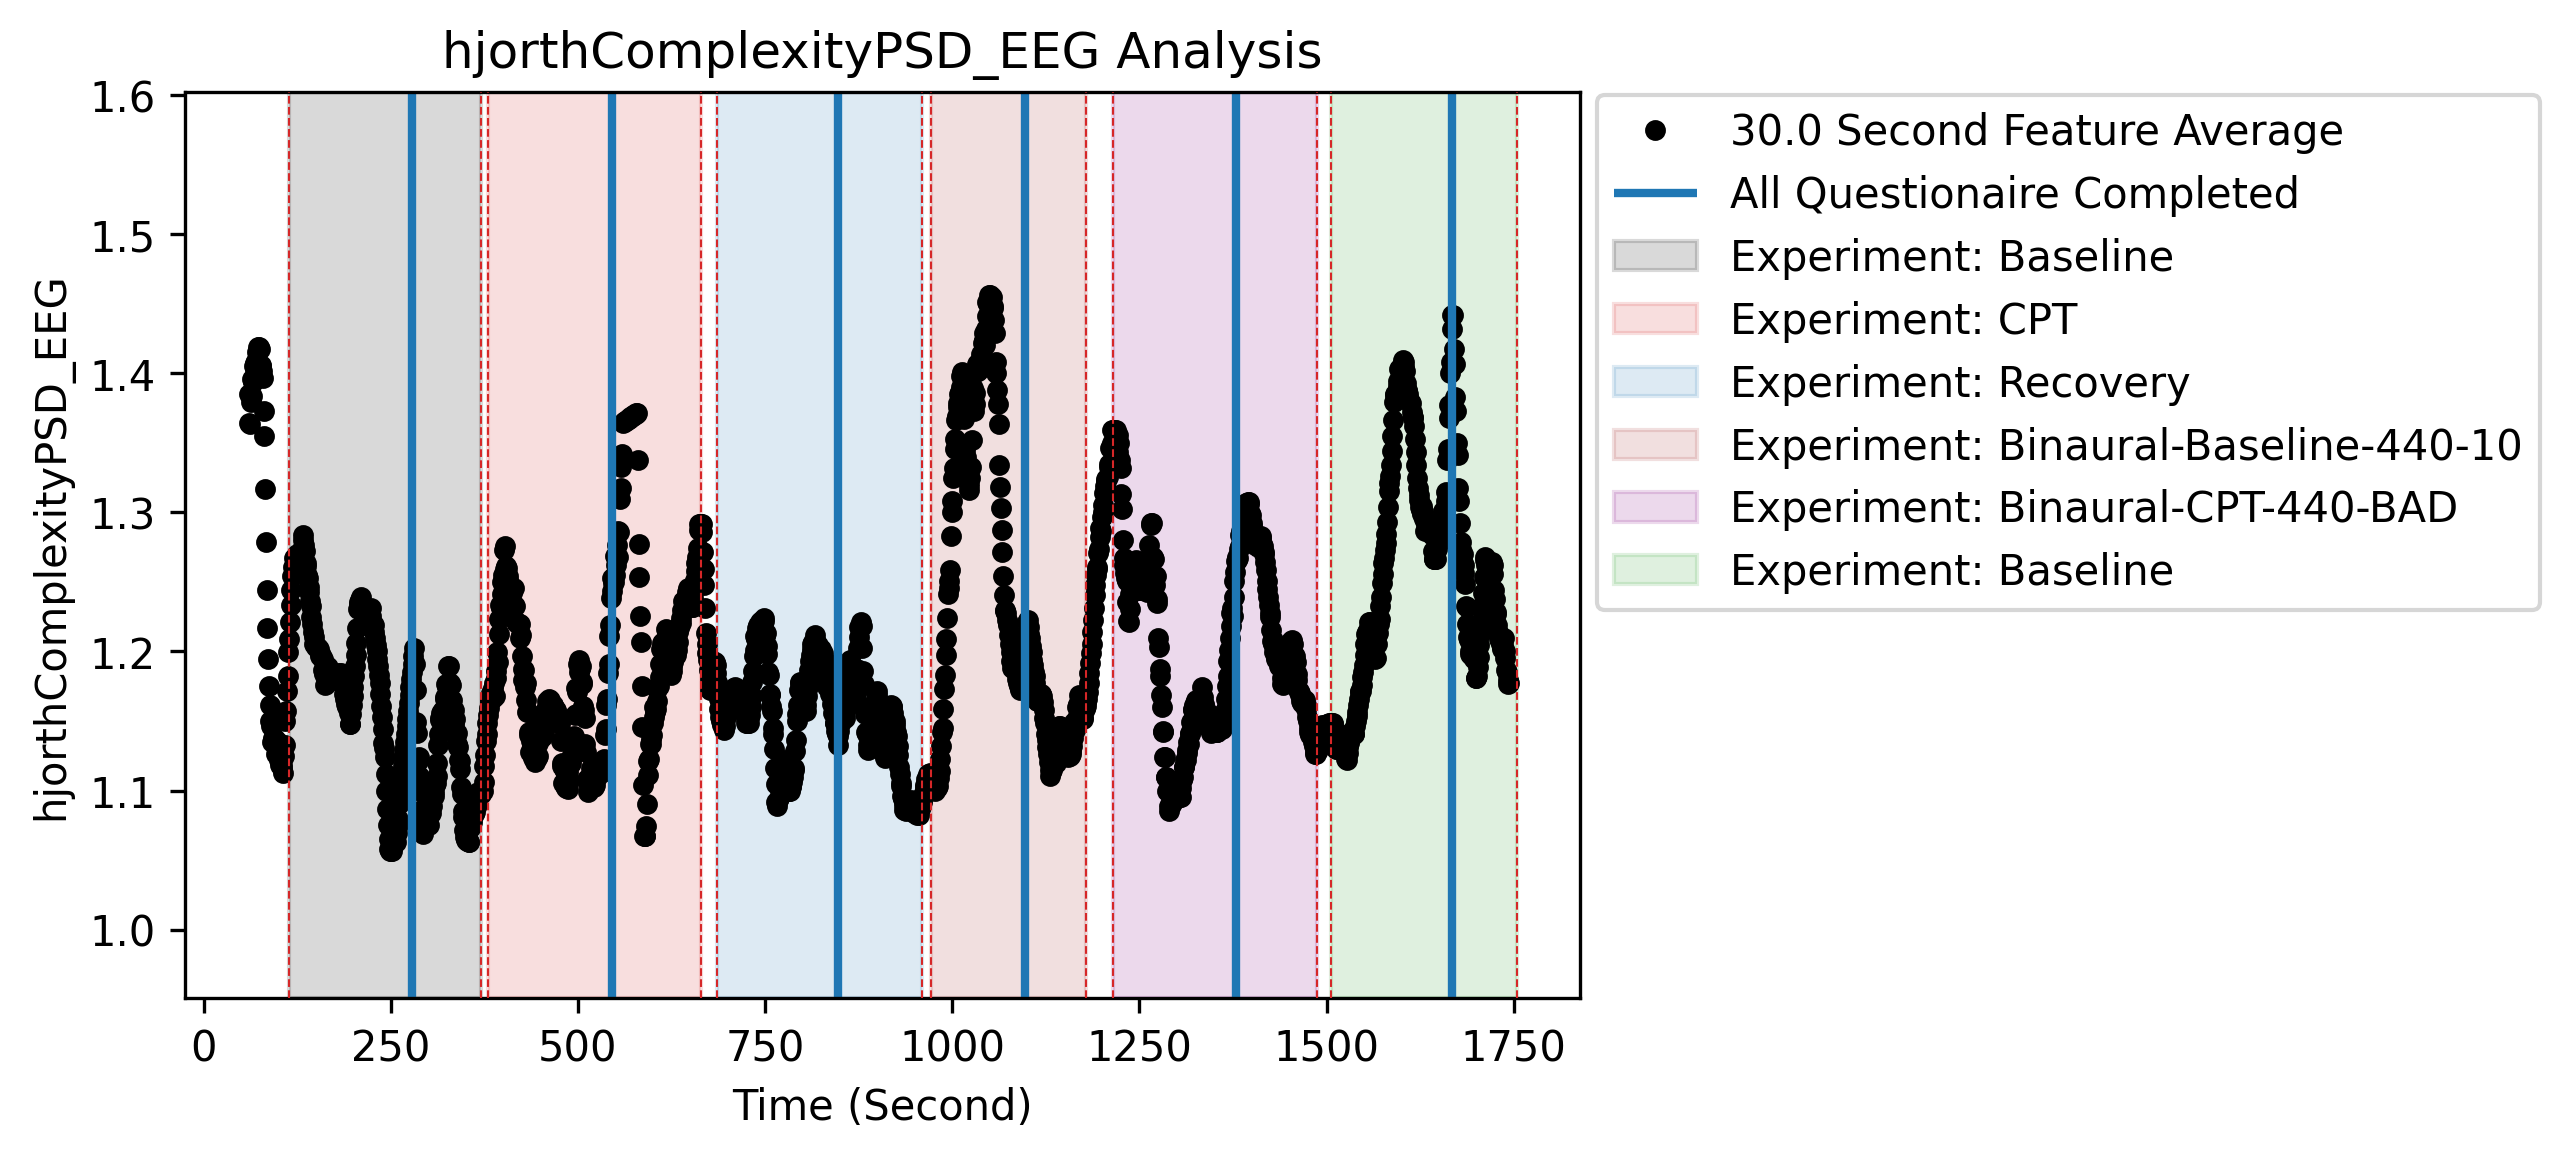 hjorthComplexityPSD_EEG Analysis
hjorthComplexityPSD_EEG
1.6
1.5
1.4
1.3
1.2
1.1
1.0
0 250 500 750 1000 1250 1500 1750
Time (Second)
30.0 Second Feature Average
All Questionaire Completed
Experiment: Baseline
Experiment: CPT
Experiment: Recovery
Experiment: Binaural-Baseline-440-10
Experiment: Binaural-CPT-440-BAD
Experiment: Baseline